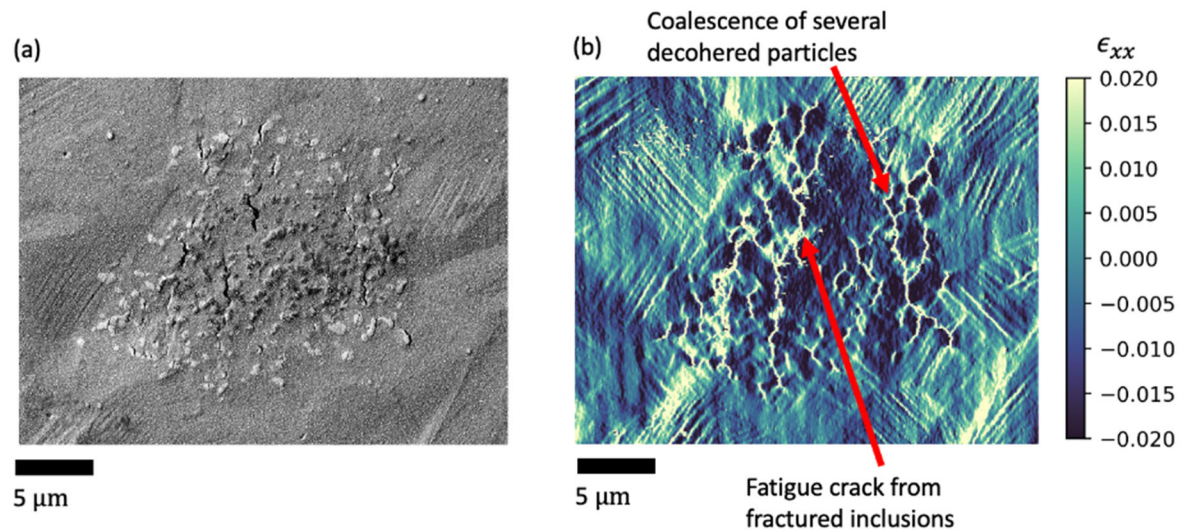 (a)
5 μm
(b)
Coalescence of several
decohered particles
ϵxx
0.020
0.015
0.010
0.005
0.000
−0.005
−0.010
−0.015
−0.020
5 μm
Fatigue crack from
fractured inclusions